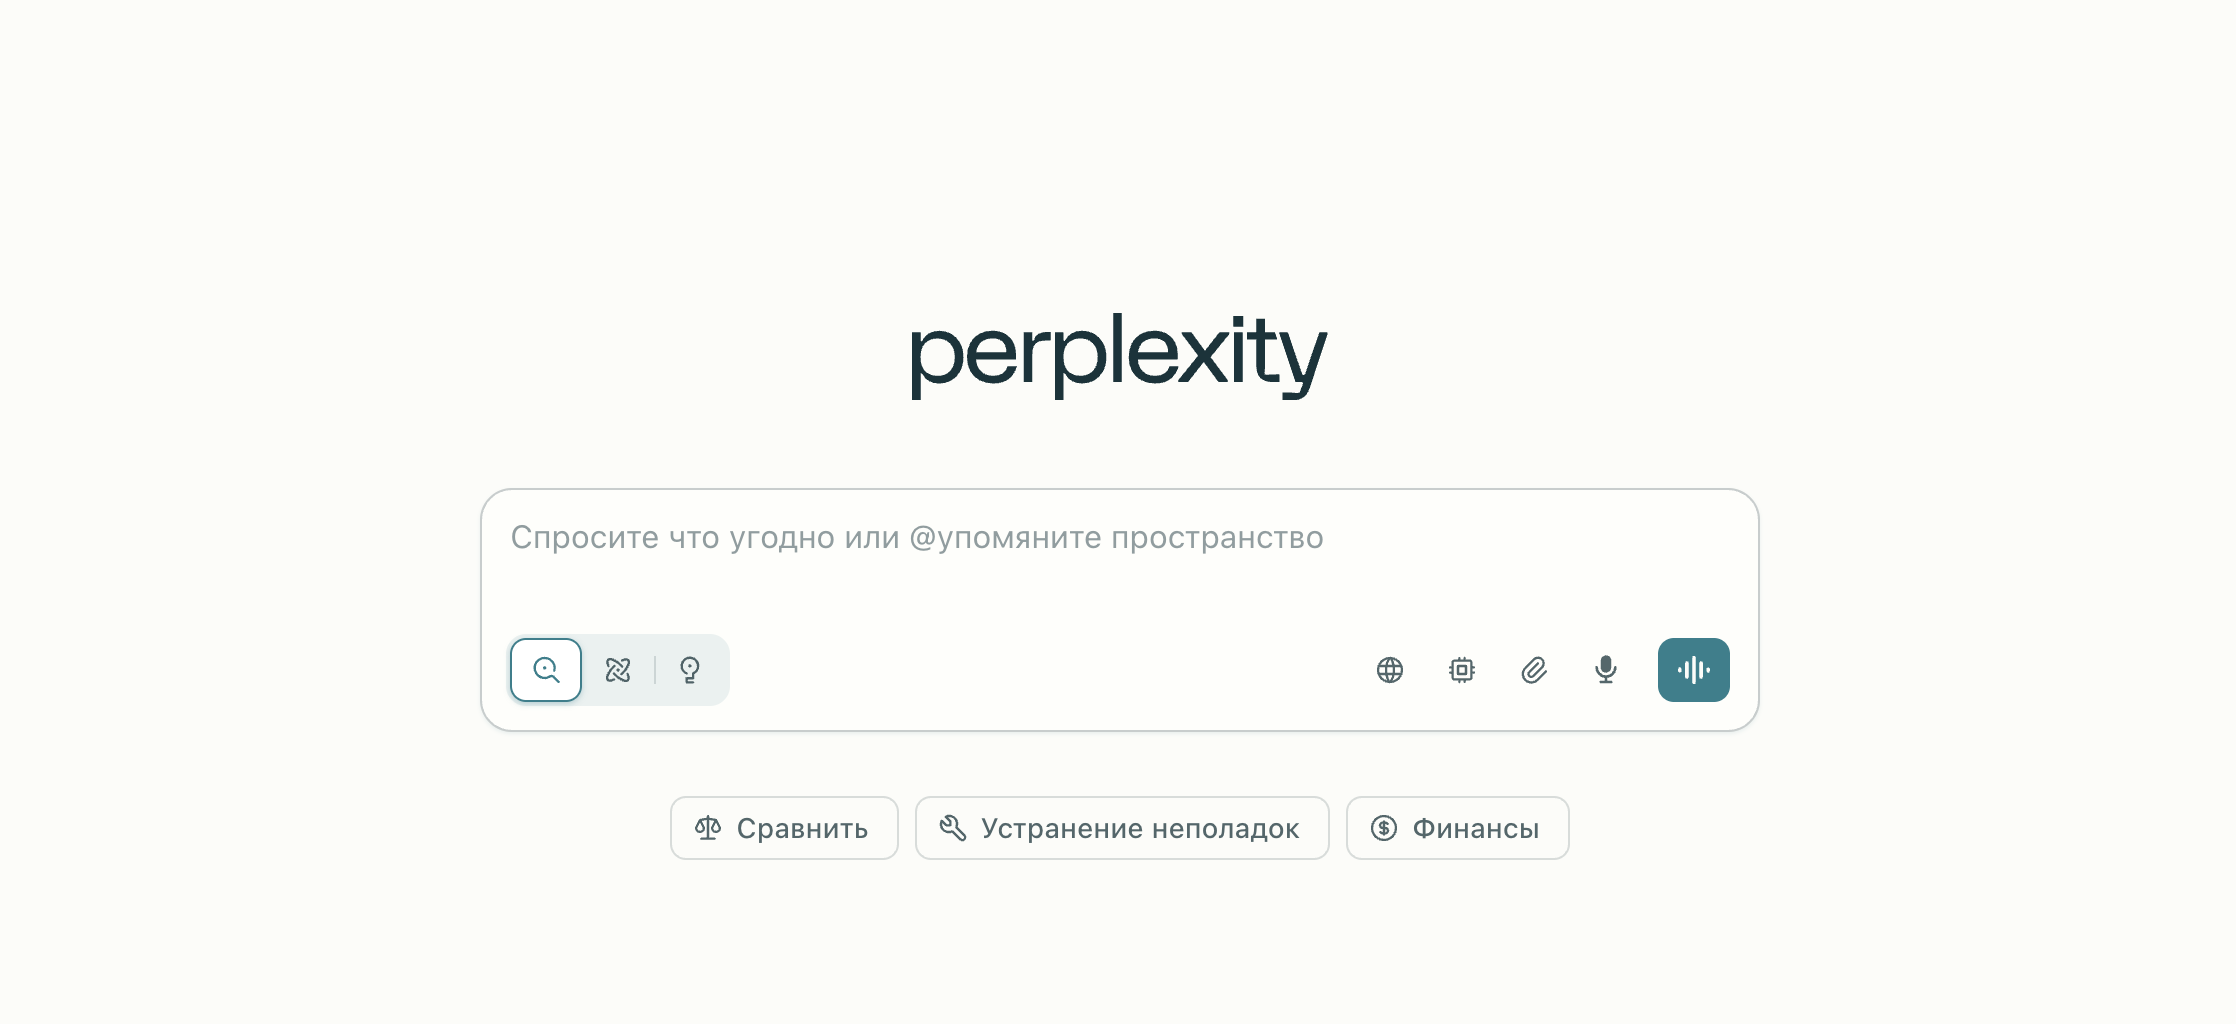 perplexity
Спросите что угодно или @упомяните пространство
Сравнить
Устранение неполадок
Финансы